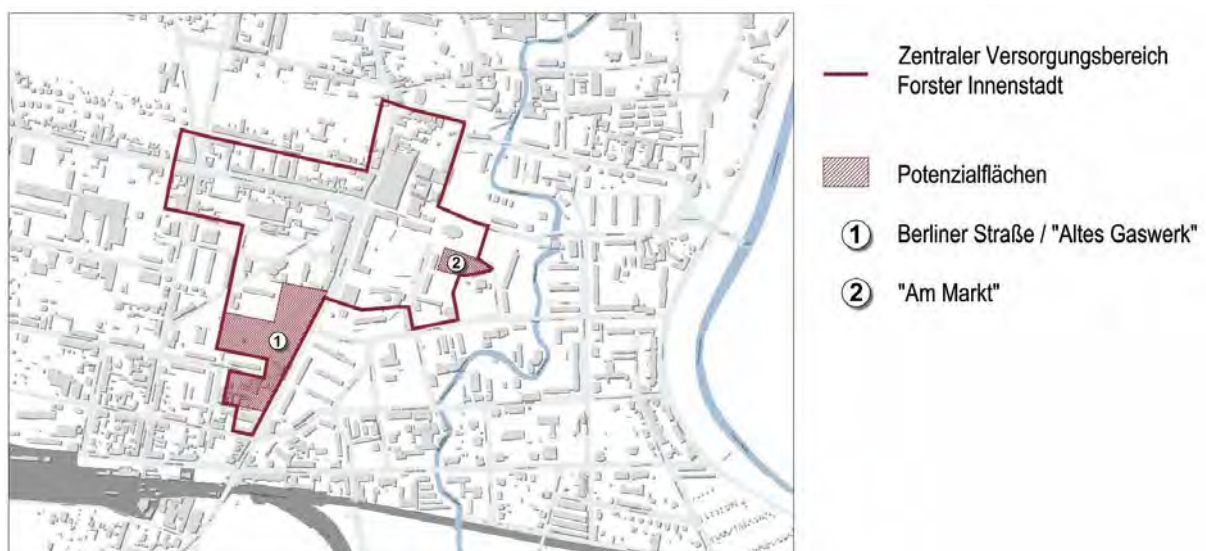 Zentraler Versorgungsbereich
Forster Innenstadt
Potenzialflächen
1 Berliner Straße / "Altes Gaswerk"
2 "Am Markt"
2
1